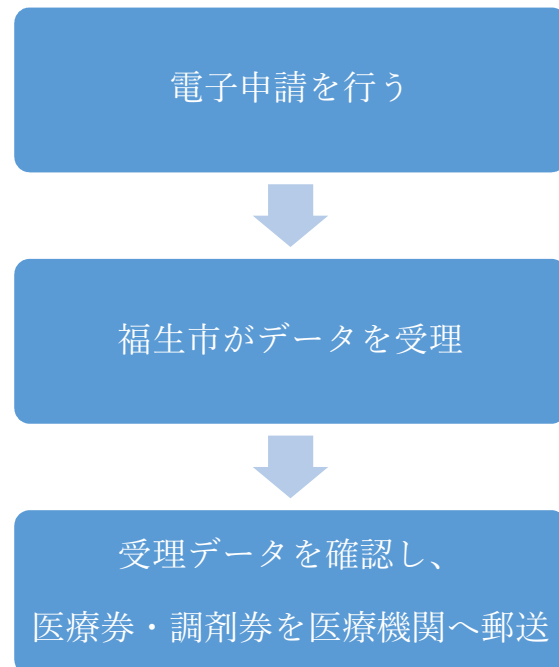 電子申請を行う
福生市がデータを受理
受理データを確認し、
医療券・調剤券を医療機関へ郵送